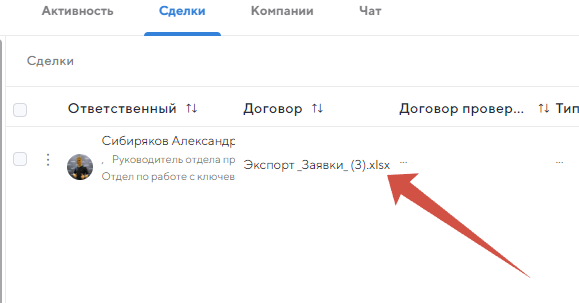 Активность Сделки Компании Чат
Сделки
Ответственный Договор Договор провер... Тип
Сибиряков Александр
, Руководитель отдела пр
Отдел по работе с ключев
Экспорт _Заявки_ (3).xlsx ... ...